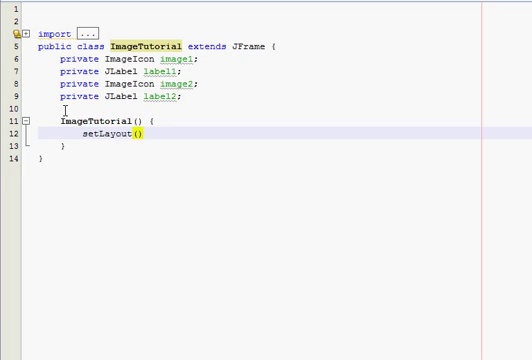 1
2
import ...
5 public class ImageTutorial extends JFrame {
6 private ImageIcon image1;
7 private JLabel label1;
8 private ImageIcon image2;
9 private JLabel label2;
10
11 ImageTutorial() {
12 setLayout()
13 }
14 }